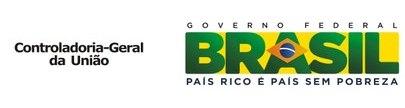 Controladoria-Geral
da União
GOVERNO FEDERAL
BRASIL
PAÍS RICO É PAÍS SEM POBREZA